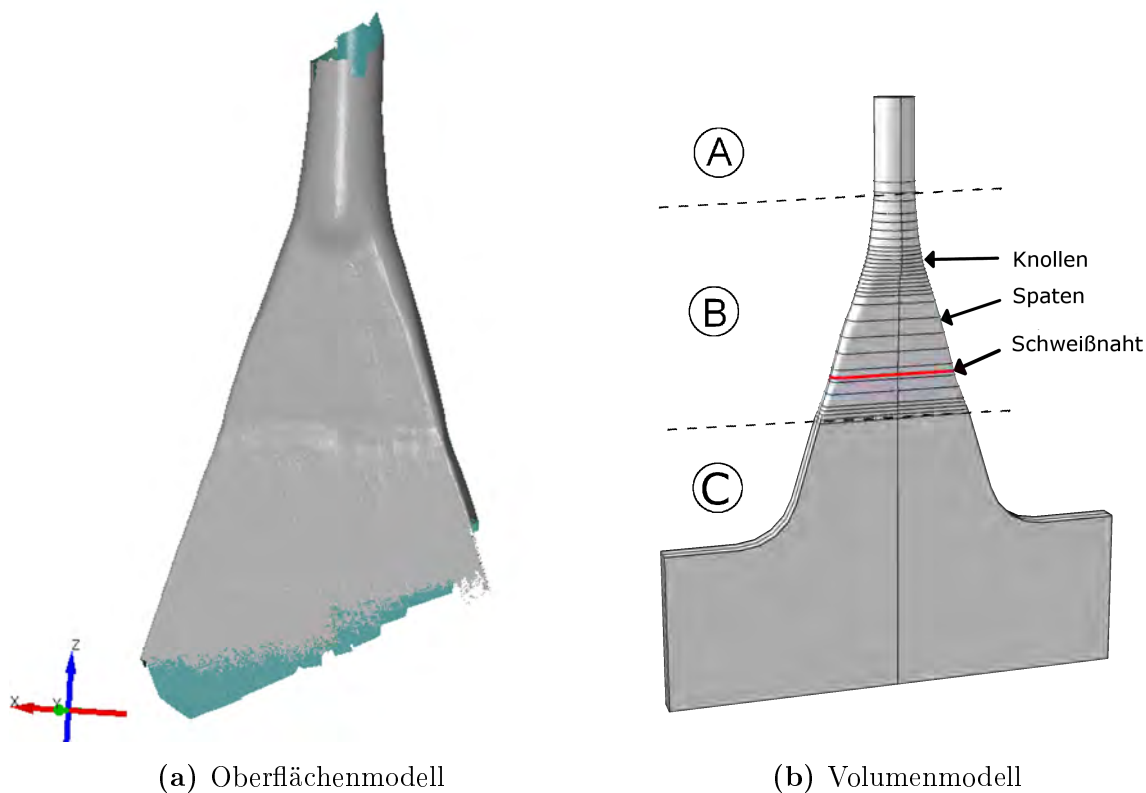 A
Knollen
Spaten
B
Schweißnaht
C
Z
X
Y
(a) Oberflächenmodell
(b) Volumenmodell